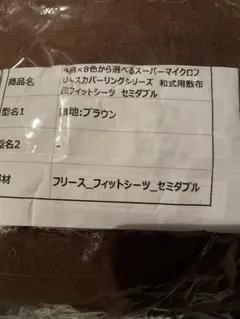 柄×8色から選べるスーパーマイクロフ
商品名
リースカバーリングシリーズ 和式用敷布
フィットシーツ セミダブル
型名1
地:ブラウン
型名2
-
材
フリース_フィットシーツ_セミダブル